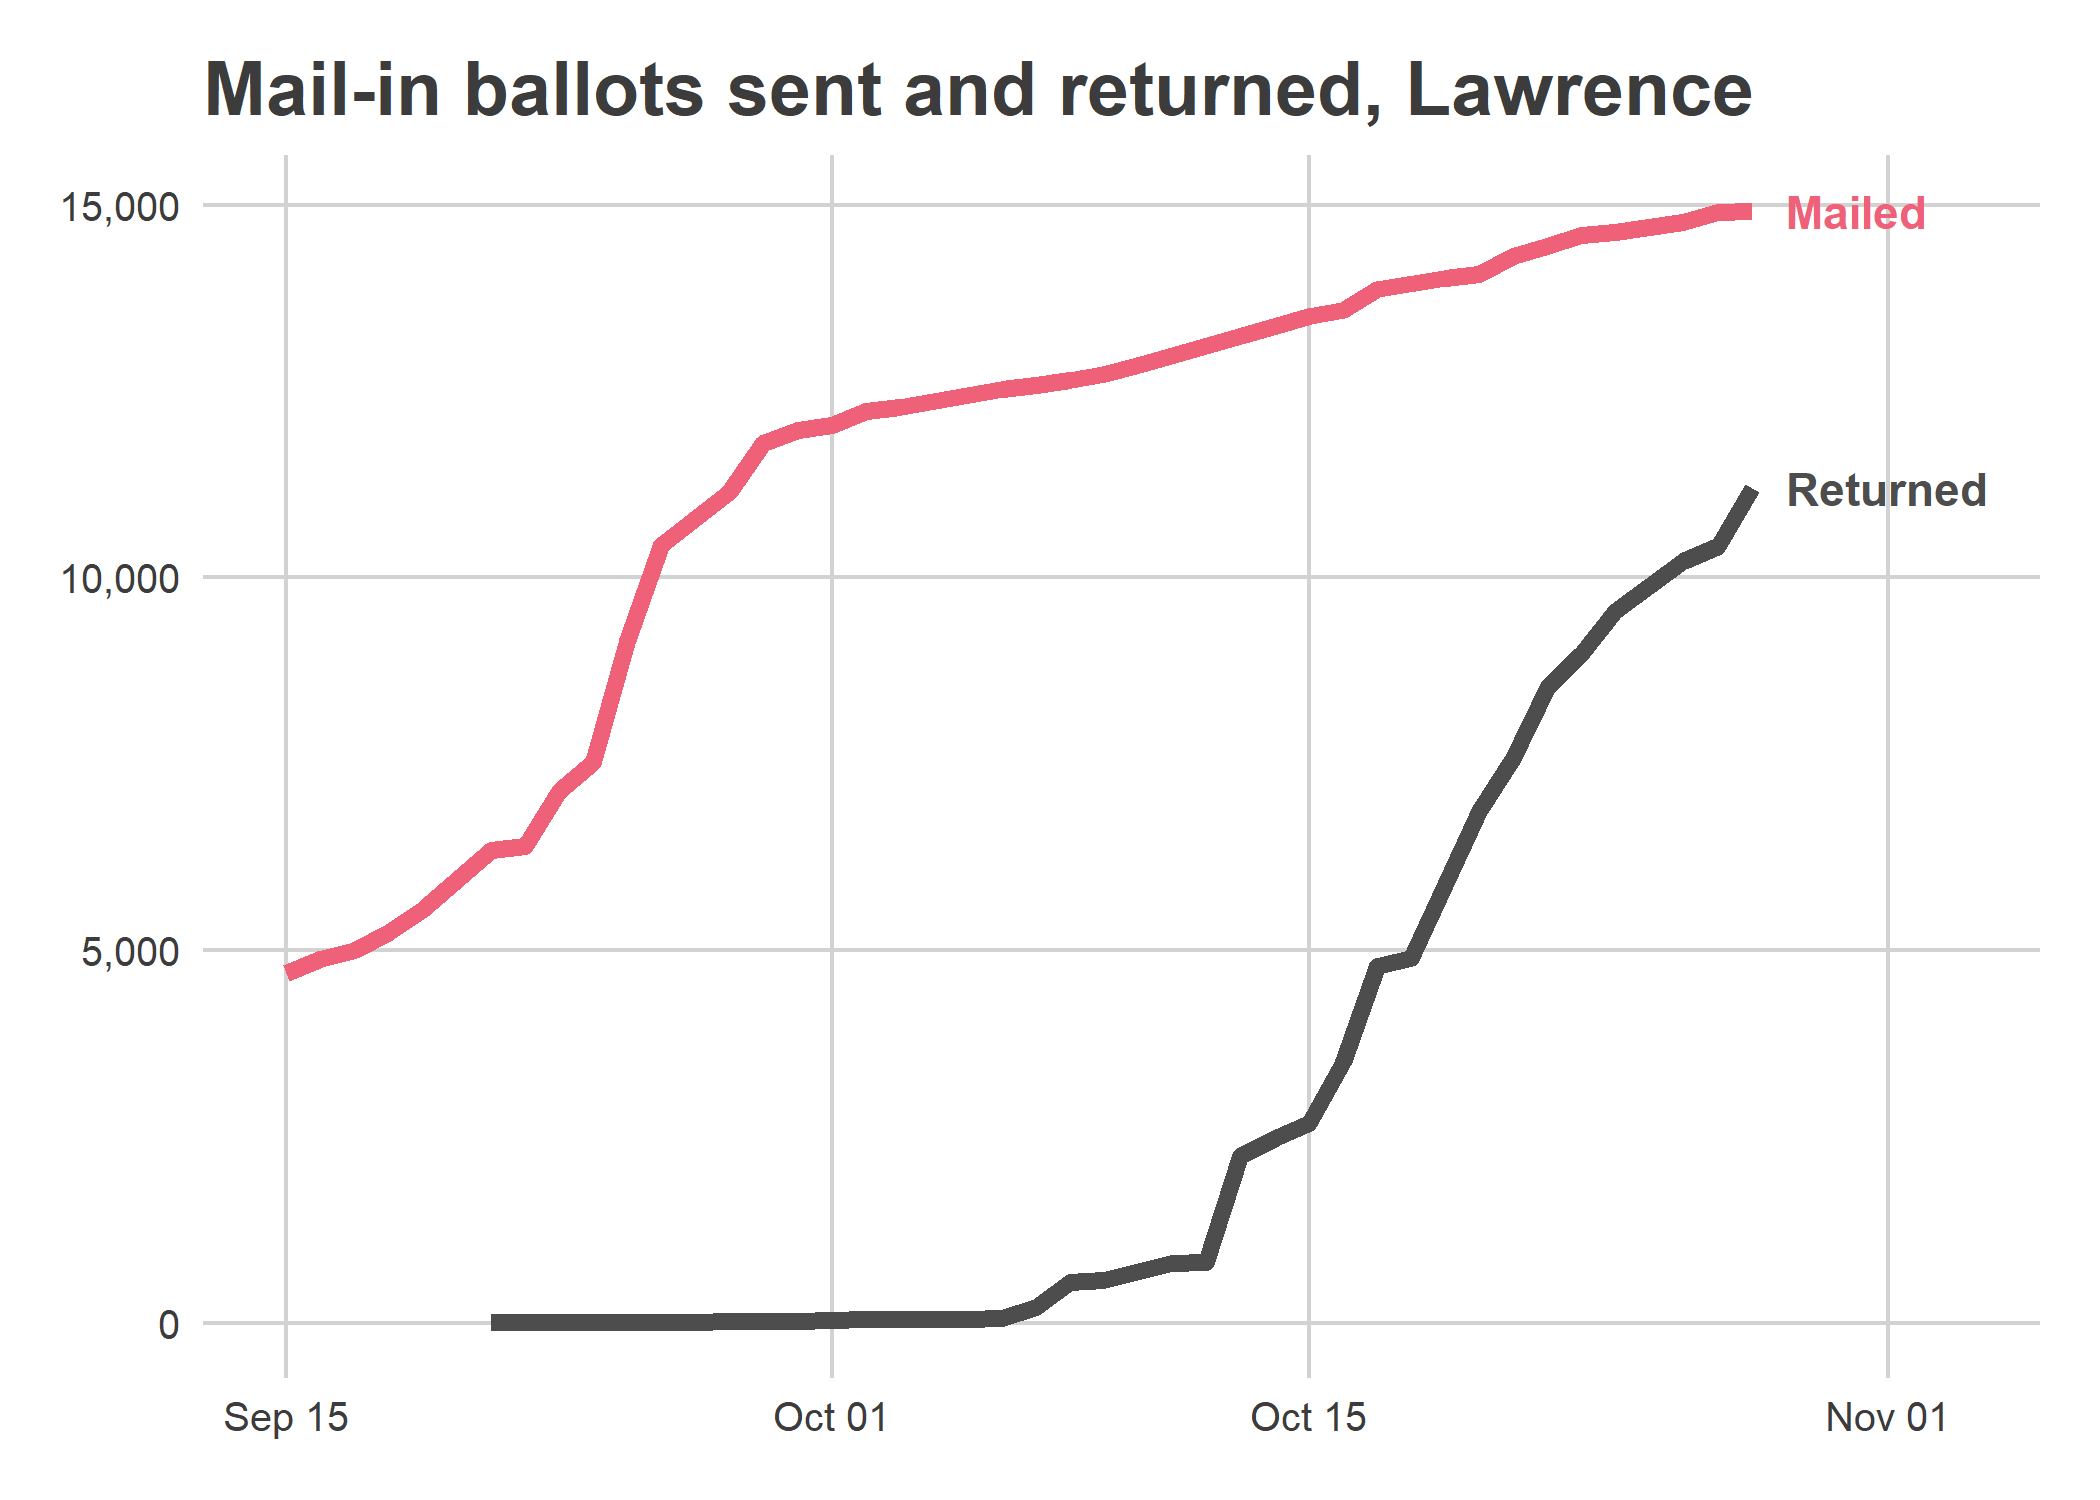 Mail-in ballots sent and returned, Lawrence
15,000
Mailed
Returned
10,000
5,000
0
Sep 15
Oct 01
Oct 15
Nov 01